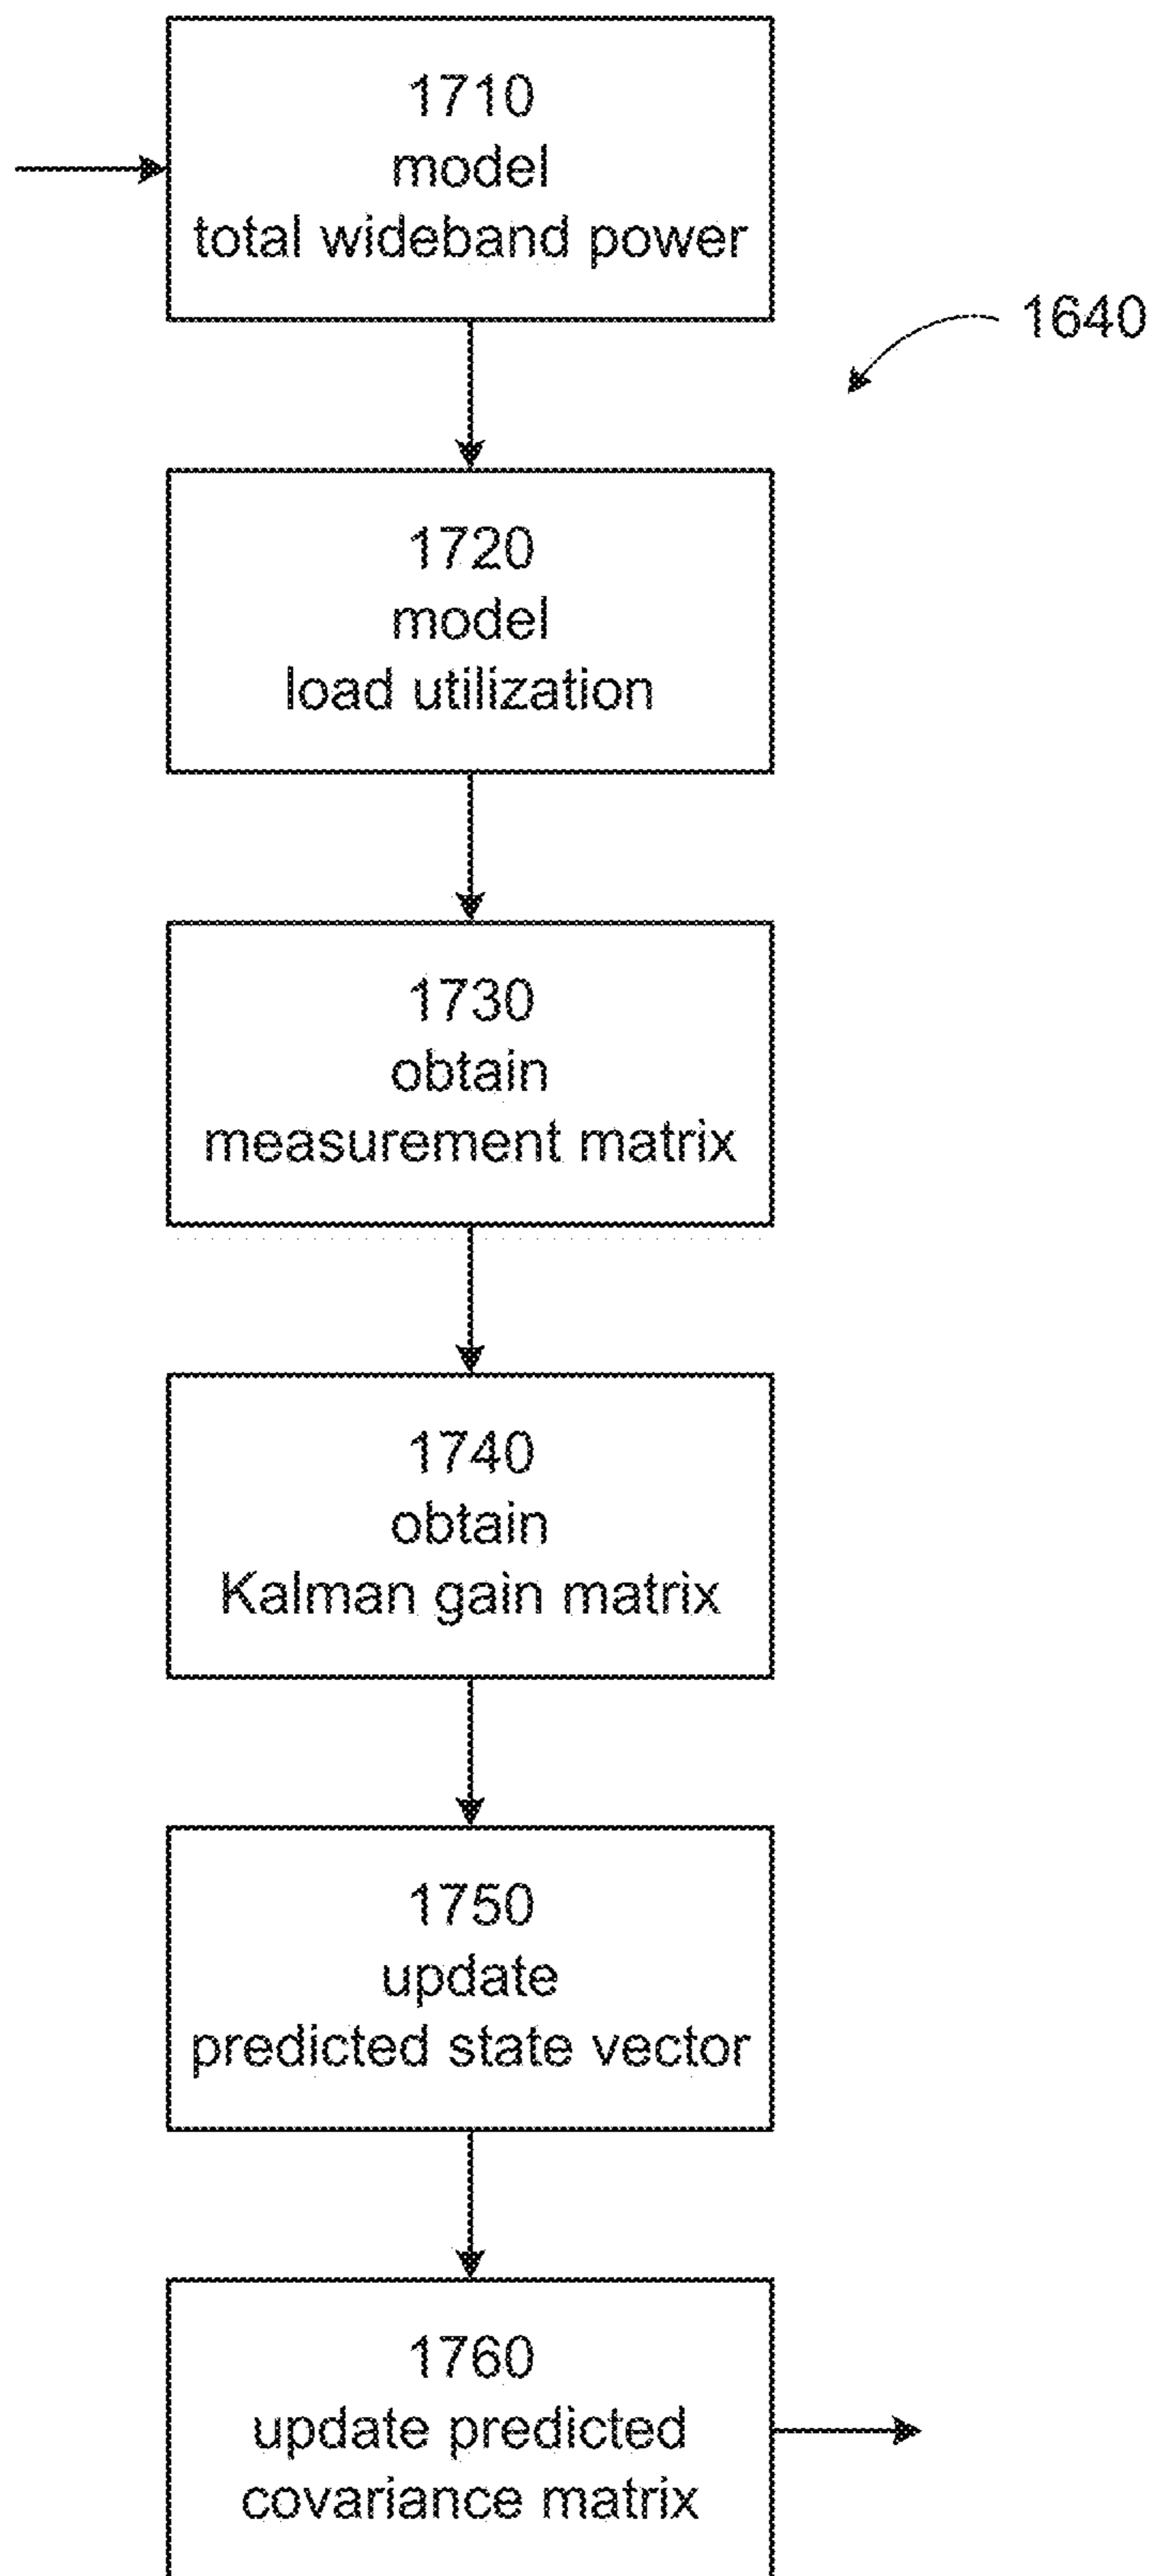 1710
model
total wideband power
1640
1720
model
load utilization
1730
obtain
measurement matrix
1740
obtain
Kalman gain matrix
1750
update
predicted state vector
1760
update predicted
covariance matrix